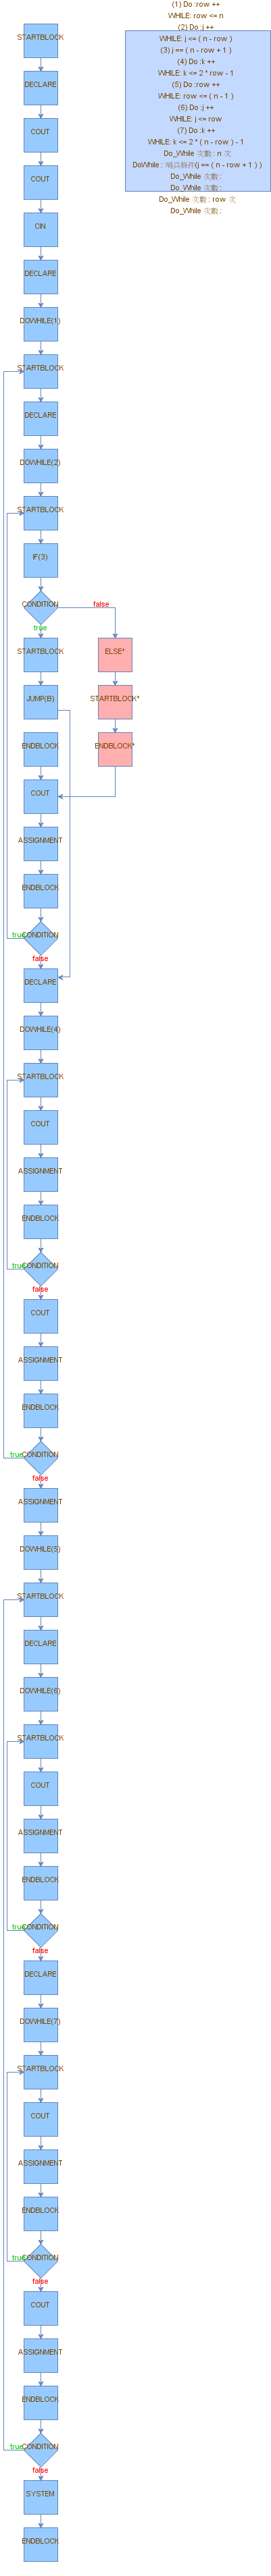 (1) Do :row ++
WHILE: row <= n
(2) Do :j ++
WHILE: j <= ( n - row )
(3) j == ( n - row + 1 )
(4) Do :k ++
WHILE: k <= 2 * row - 1
(5) Do :row ++
WHILE: row <= ( n - 1 )
(6) Do :j ++
WHILE: j <= row
(7) Do :k ++
WHILE: k <= 2 * ( n - row ) - 1
Do_While 次數 : n 次
DoWhile : 哨兵條件(j == ( n - row + 1 ) )
Do_While 次數 :
Do_While 次數 :
Do_While 次數 : row 次
Do_While 次數 :
STARTBLOCK
DECLARE
COUT
COUT
CIN
DECLARE
DOWHILE(1)
STARTBLOCK
DECLARE
DOWHILE(2)
STARTBLOCK
IF(3)
CONDITION
false
true
STARTBLOCK
ELSE*
JUMP(B)
STARTBLOCK*
ENDBLOCK
ENDBLOCK*
COUT
ASSIGNMENT
ENDBLOCK
true
CONDITION
false
DECLARE
DOWHILE(4)
STARTBLOCK
COUT
ASSIGNMENT
ENDBLOCK
true
CONDITION
false
COUT
ASSIGNMENT
ENDBLOCK
true
CONDITION
false
ASSIGNMENT
DOWHILE(5)
STARTBLOCK
DECLARE
DOWHILE(6)
STARTBLOCK
COUT
ASSIGNMENT
ENDBLOCK
true
CONDITION
false
DECLARE
DOWHILE(7)
STARTBLOCK
COUT
ASSIGNMENT
ENDBLOCK
true
CONDITION
false
COUT
ASSIGNMENT
ENDBLOCK
true
CONDITION
false
SYSTEM
ENDBLOCK